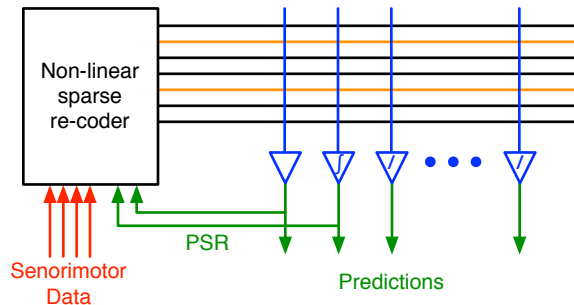 Non-linear
sparse
re-coder
PSR
Senorimotor
Data
Predictions